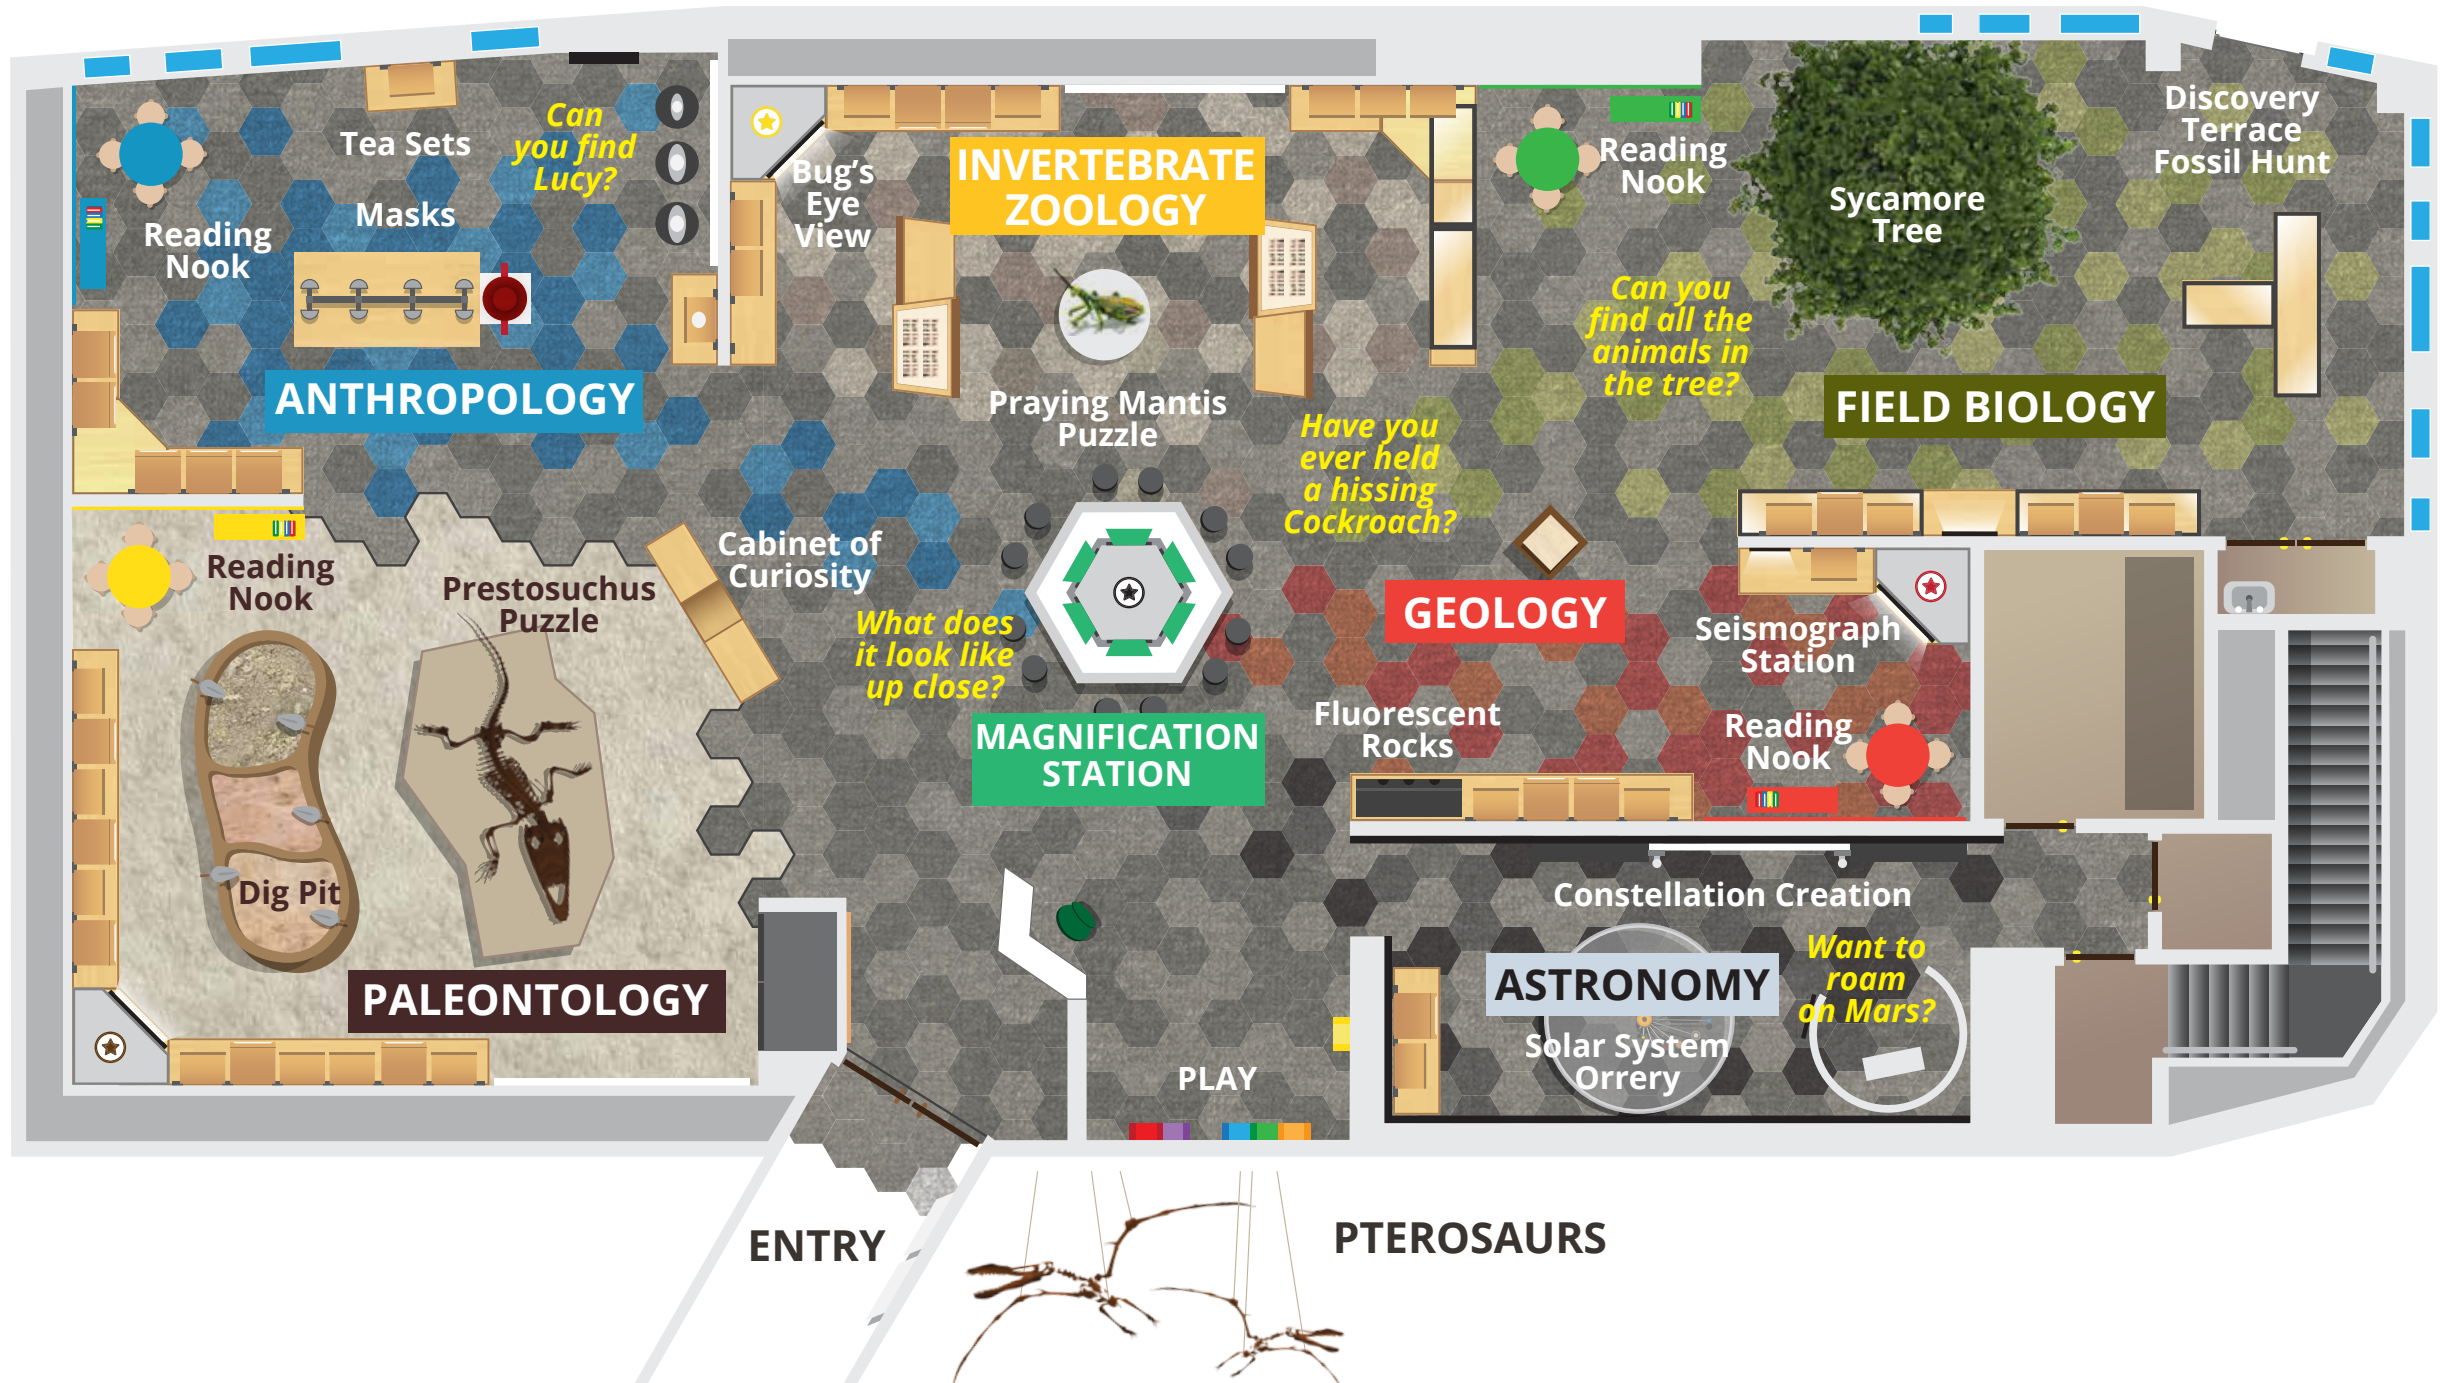 Tea Sets
Can
you find
Lucy?
Masks
Reading
Nook
ANTHROPOLOGY
Bug's
Eye
View
INVERTEBRATE
ZOOLOGY
Praying Mantis
Puzzle
Reading
Nook
Sycamore
Tree
Discovery
Terrace
Fossil Hunt
Can you
find all the
animals in
the tree?
FIELD BIOLOGY
Have you
ever held
a hissing
Cockroach?
Reading
Nook
Prestosuchus
Puzzle
Cabinet of
Curiosity
What does
it look like
up close?
MAGNIFICATION
STATION
GEOLOGY
Seismograph
Station
Fluorescent
Rocks
Reading
Nook
Dig Pit
PALEONTOLOGY
Constellation Creation
Want to
roam
on Mars?
ASTRONOMY
Solar System
Orrery
PLAY
ENTRY
PTEROSAURS